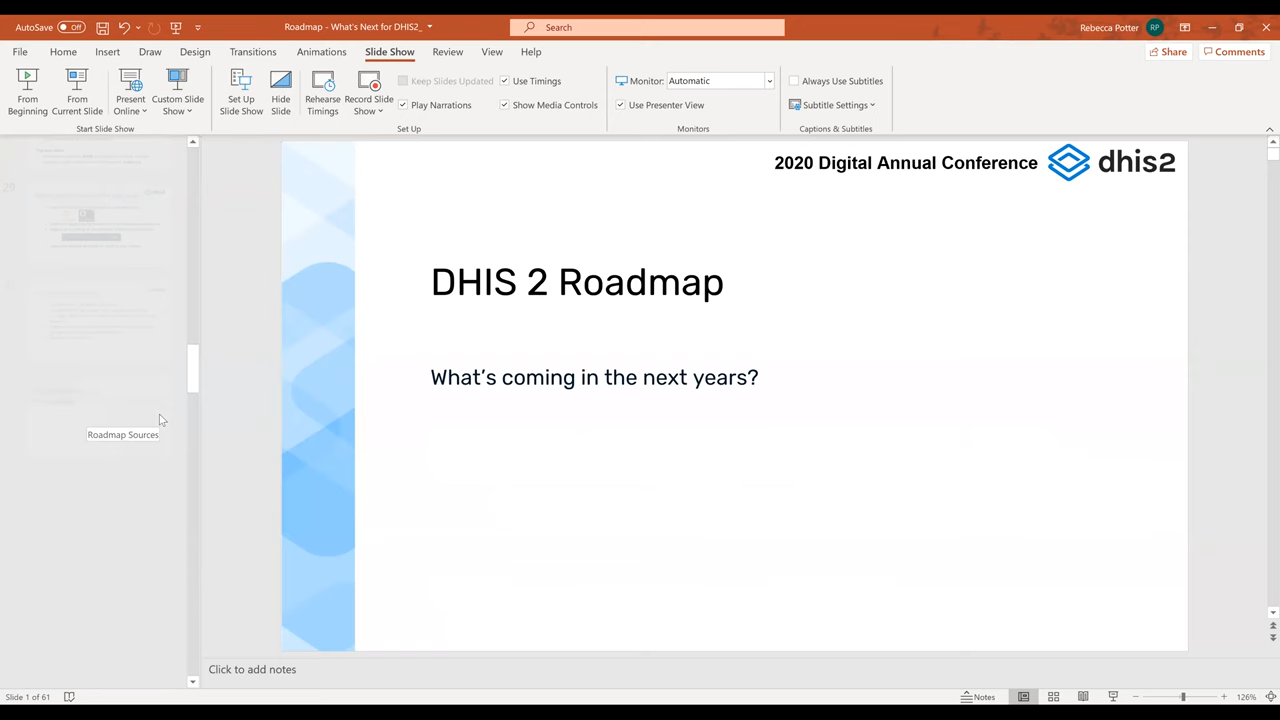 AutoSave Off
Roadmap - What's Next for DHIS2_
Search
Rebecca Potter RP
File Home Insert Draw Design Transitions Animations Slide Show Review View Help
Share Comments
From Beginning
From Current Slide
Present Online
Custom Slide Show
Set Up Slide Show
Hide Slide
Rehearse Timings
Record Slide Show
Keep Slides Updated
Play Narrations
Use Timings
Show Media Controls
Monitor: Automatic
Use Presenter View
Always Use Subtitles
Subtitle Settings
Start Slide Show
Set Up
Monitors
Captions & Subtitles
29
Roadmap Sources
2020 Digital Annual Conference dhis2
DHIS 2 Roadmap
What's coming in the next years?
Click to add notes
Slide 1 of 61
Notes
126%